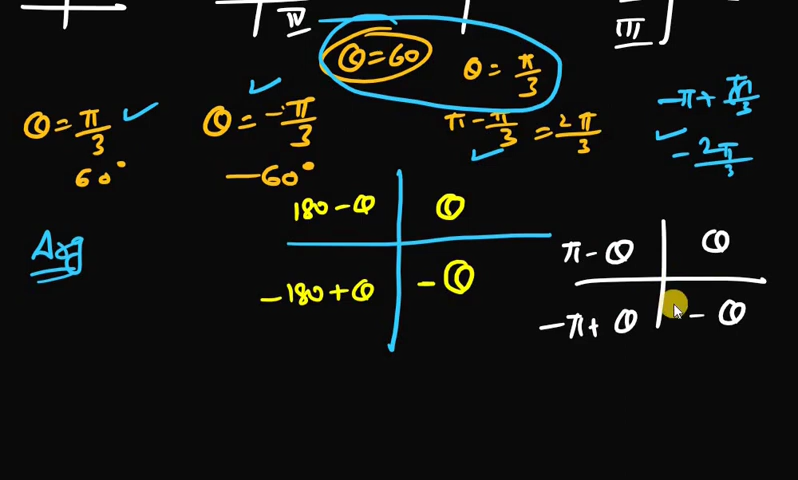 IV
III
θ = 60
θ = π/3
θ = π/3
60°
θ = -π/3
-60°
π - π/3 = 2π/3
-π + π/3
- 2π/3
Arg
180 - θ
θ
-180 + θ
- θ
π - θ
θ
-π + θ
- θ